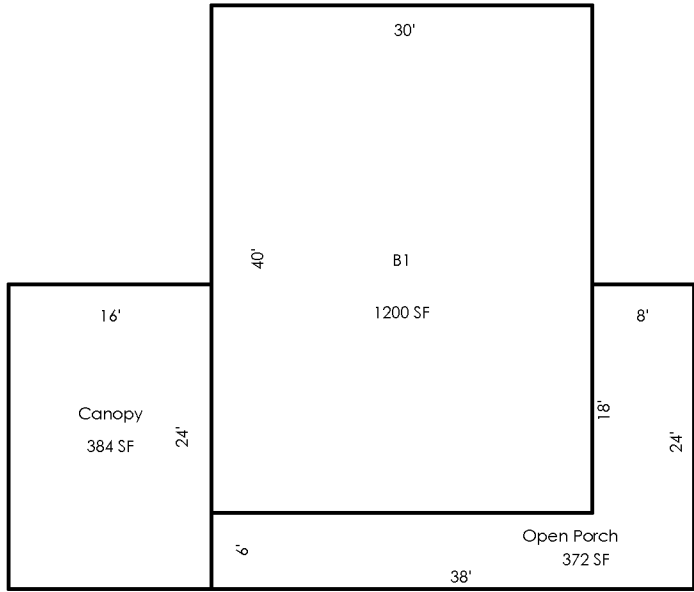 30'
40'
B1
1200 SF
16'
8'
Canopy
384 SF
24'
18'
24'
6'
Open Porch
372 SF
38'